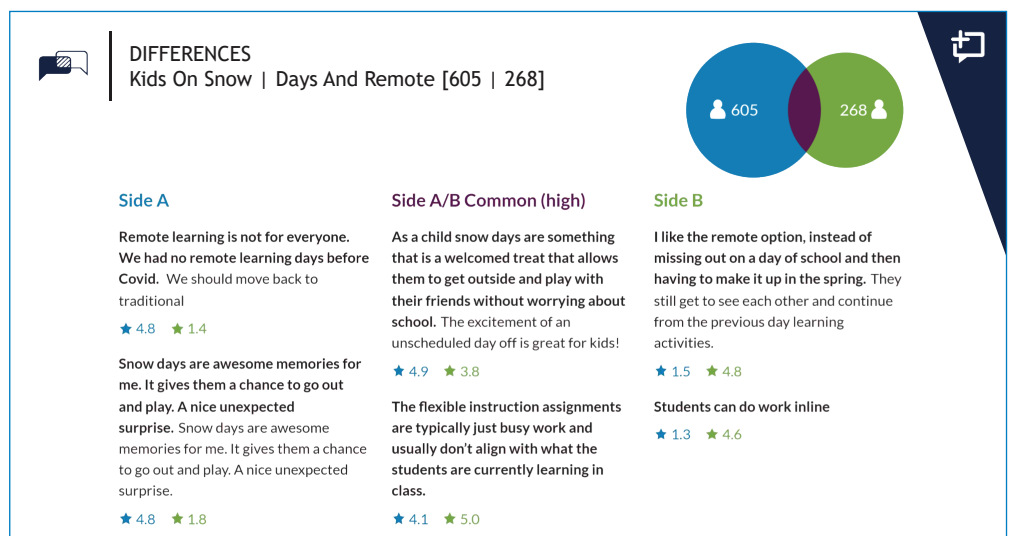 DIFFERENCES
Kids On Snow | Days And Remote [605 | 268]
605
268
Side A
Remote learning is not for everyone.
We had no remote learning days before
Covid. We should move back to
traditional
4.8 1.4
Snow days are awesome memories for
me. It gives them a chance to go out
and play. A nice unexpected
surprise. Snow days are awesome
memories for me. It gives them a chance
to go out and play. A nice unexpected
surprise.
4.8 1.8
Side A/B Common (high)
As a child snow days are something
that is a welcomed treat that allows
them to get outside and play with
their friends without worrying about
school. The excitement of an
unscheduled day off is great for kids!
4.9 3.8
The flexible instruction assignments
are typically just busy work and
usually don’t align with what the
students are currently learning in
class.
4.1 5.0
Side B
I like the remote option, instead of
missing out on a day of school and then
having to make it up in the spring. They
still get to see each other and continue
from the previous day learning
activities.
1.5 4.8
Students can do work inline
1.3 4.6